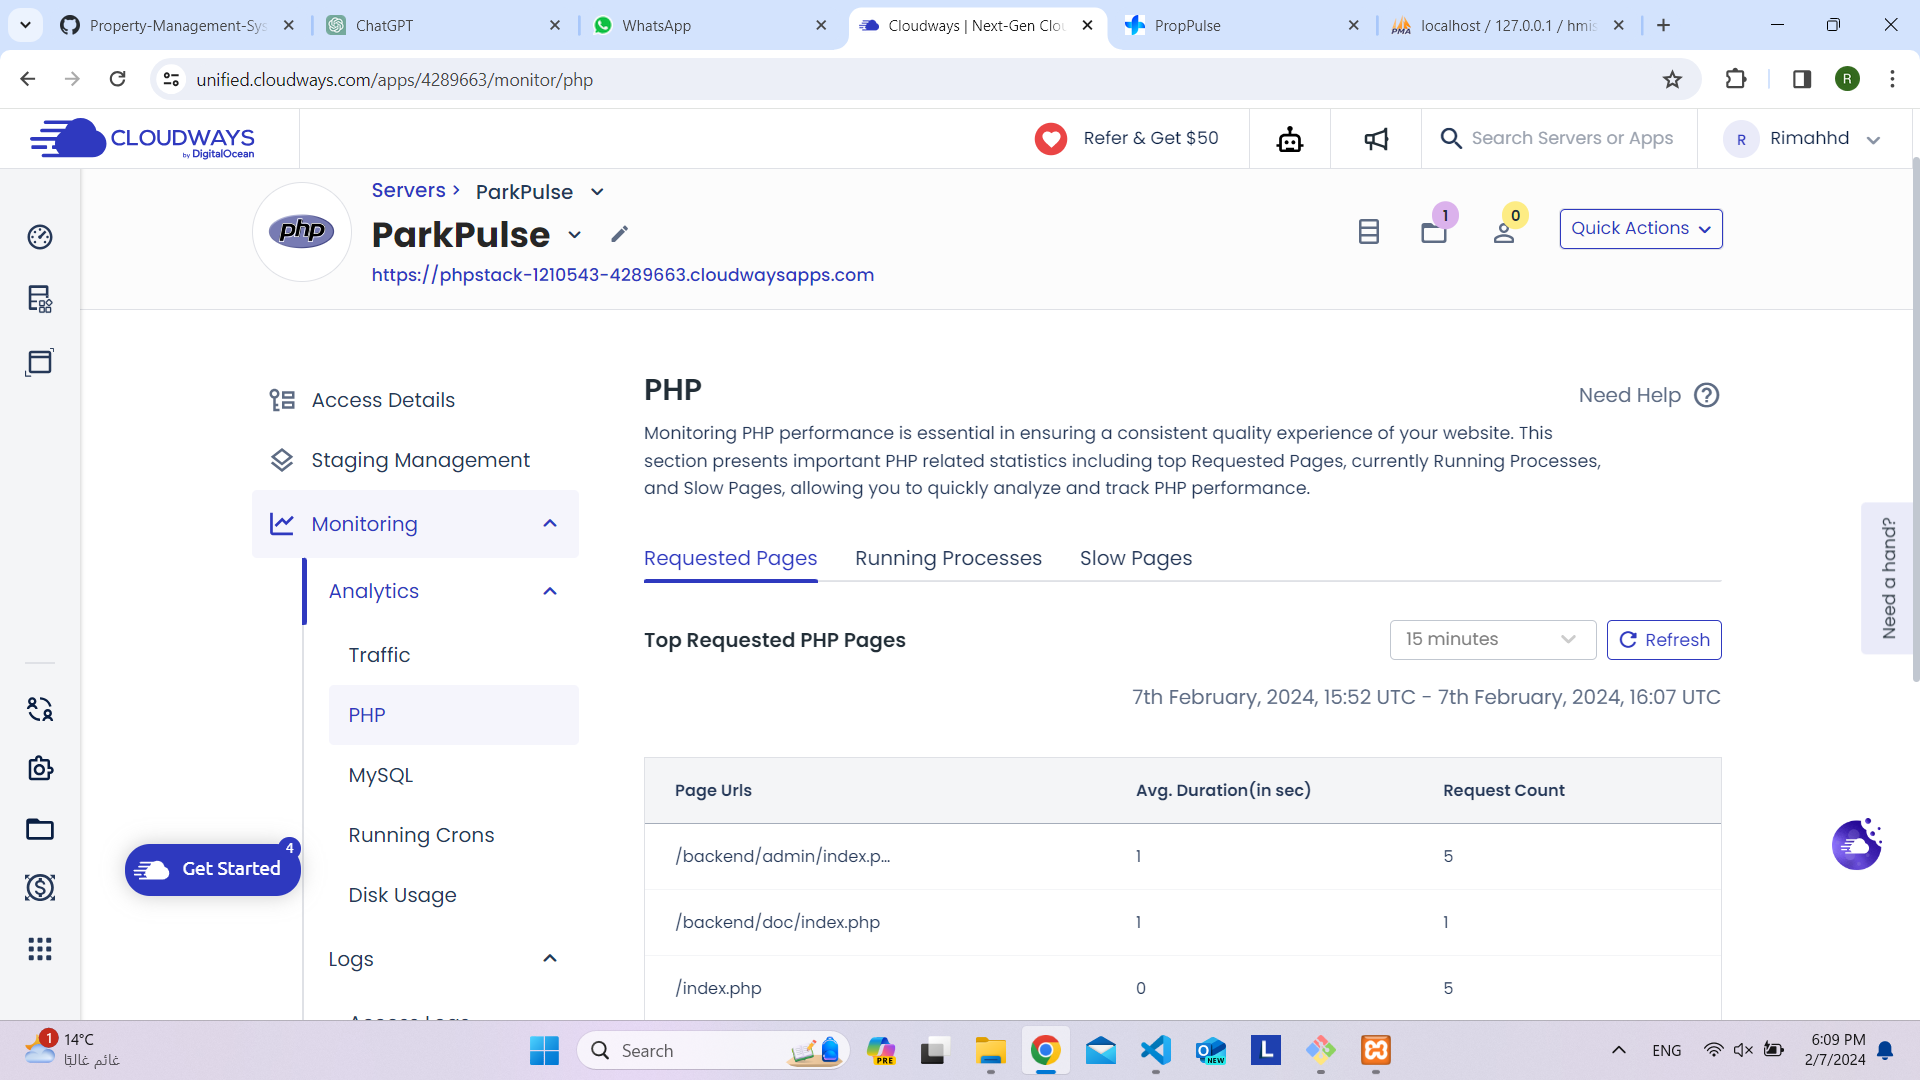 Property-Management-Sys
ChatGPT
WhatsApp
Cloudways | Next-Gen Clou
PropPulse
PMA
localhost / 127.0.0.1 / hmis
unified.cloudways.com/apps/4289663/monitor/php
R
CLOUDWAYS
by DigitalOcean
Refer & Get $50
Search Servers or Apps
R
Rimahhd
php
Servers >
ParkPulse
ParkPulse
https://phpstack-1210543-4289663.cloudwaysapps.com
1
0
Quick Actions
Access Details
Staging Management
Monitoring
Analytics
Traffic
PHP
MySQL
Running Crons
Disk Usage
Logs
Access Logs
4
Get Started
PHP
Need Help
Monitoring PHP performance is essential in ensuring a consistent quality experience of your website. This
section presents important PHP related statistics including top Requested Pages, currently Running Processes,
and Slow Pages, allowing you to quickly analyze and track PHP performance.
Requested Pages
Running Processes
Slow Pages
Need a hand?
Top Requested PHP Pages
15 minutes
Refresh
7th February, 2024, 15:52 UTC - 7th February, 2024, 16:07 UTC
Page Urls
Avg. Duration(in sec)
Request Count
/backend/admin/index.p...
1
5
/backend/doc/index.php
1
1
/index.php
0
5
1
14°C
غائم غالبًا
Search
PRE
NEW
L
ENG
6:09 PM
2/7/2024